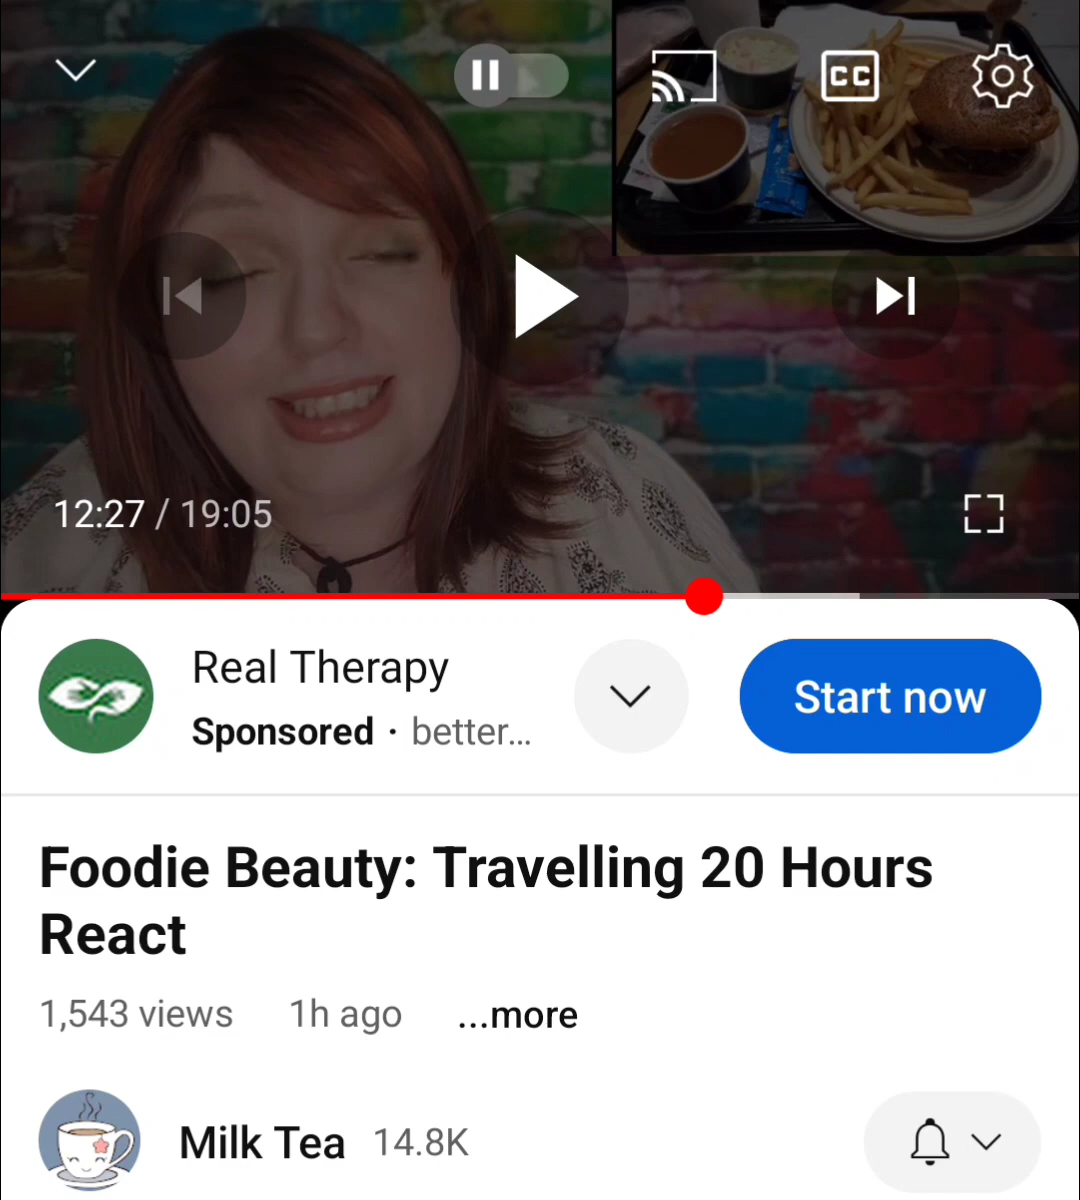 CC
12:27 / 19:05
Real Therapy
Sponsored · better...
Start now
Foodie Beauty: Travelling 20 Hours
React
1,543 views 1h ago ...more
Milk Tea 14.8K